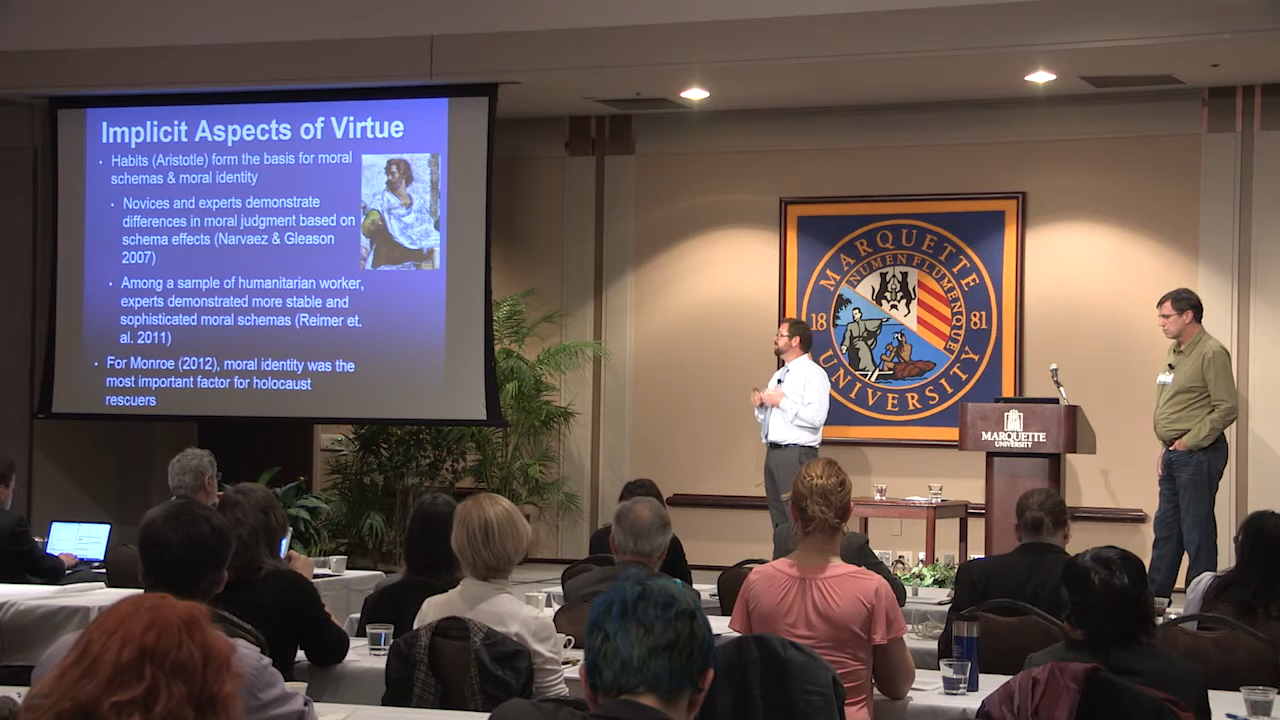 Implicit Aspects of Virtue
• Habits (Aristotle) form the basis for moral
schemas & moral identity
• Novices and experts demonstrate
differences in moral judgment based on
schema effects (Narvaez & Gleason
2007)
• Among a sample of humanitarian worker,
experts demonstrated more stable and
sophisticated moral schemas (Reimer et.
al. 2011)
• For Monroe (2012), moral identity was the
most important factor for holocaust
rescuers
MARQUETTE
NUMEN FLUMENQUE
18 81
UNIVERSITY
MARQUETTE
UNIVERSITY